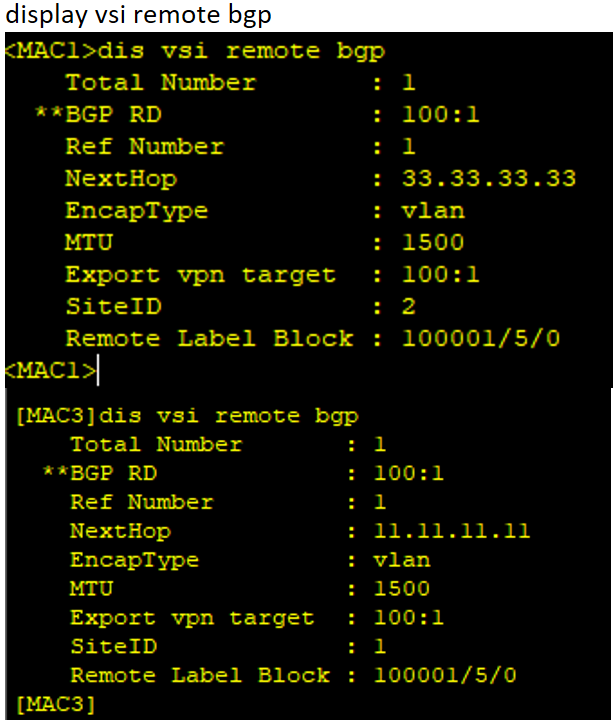 display vsi remote bgp
<MAC1>dis vsi remote bgp
Total Number : 1
**BGP RD : 100:1
Ref Number : 1
NextHop : 33.33.33.33
EncapType : vlan
MTU : 1500
Export vpn target : 100:1
SiteID : 2
Remote Label Block : 100001/5/0
<MAC1>
[MAC3]dis vsi remote bgp
Total Number : 1
**BGP RD : 100:1
Ref Number : 1
NextHop : 11.11.11.11
EncapType : vlan
MTU : 1500
Export vpn target : 100:1
SiteID : 1
Remote Label Block : 100001/5/0
[MAC3]